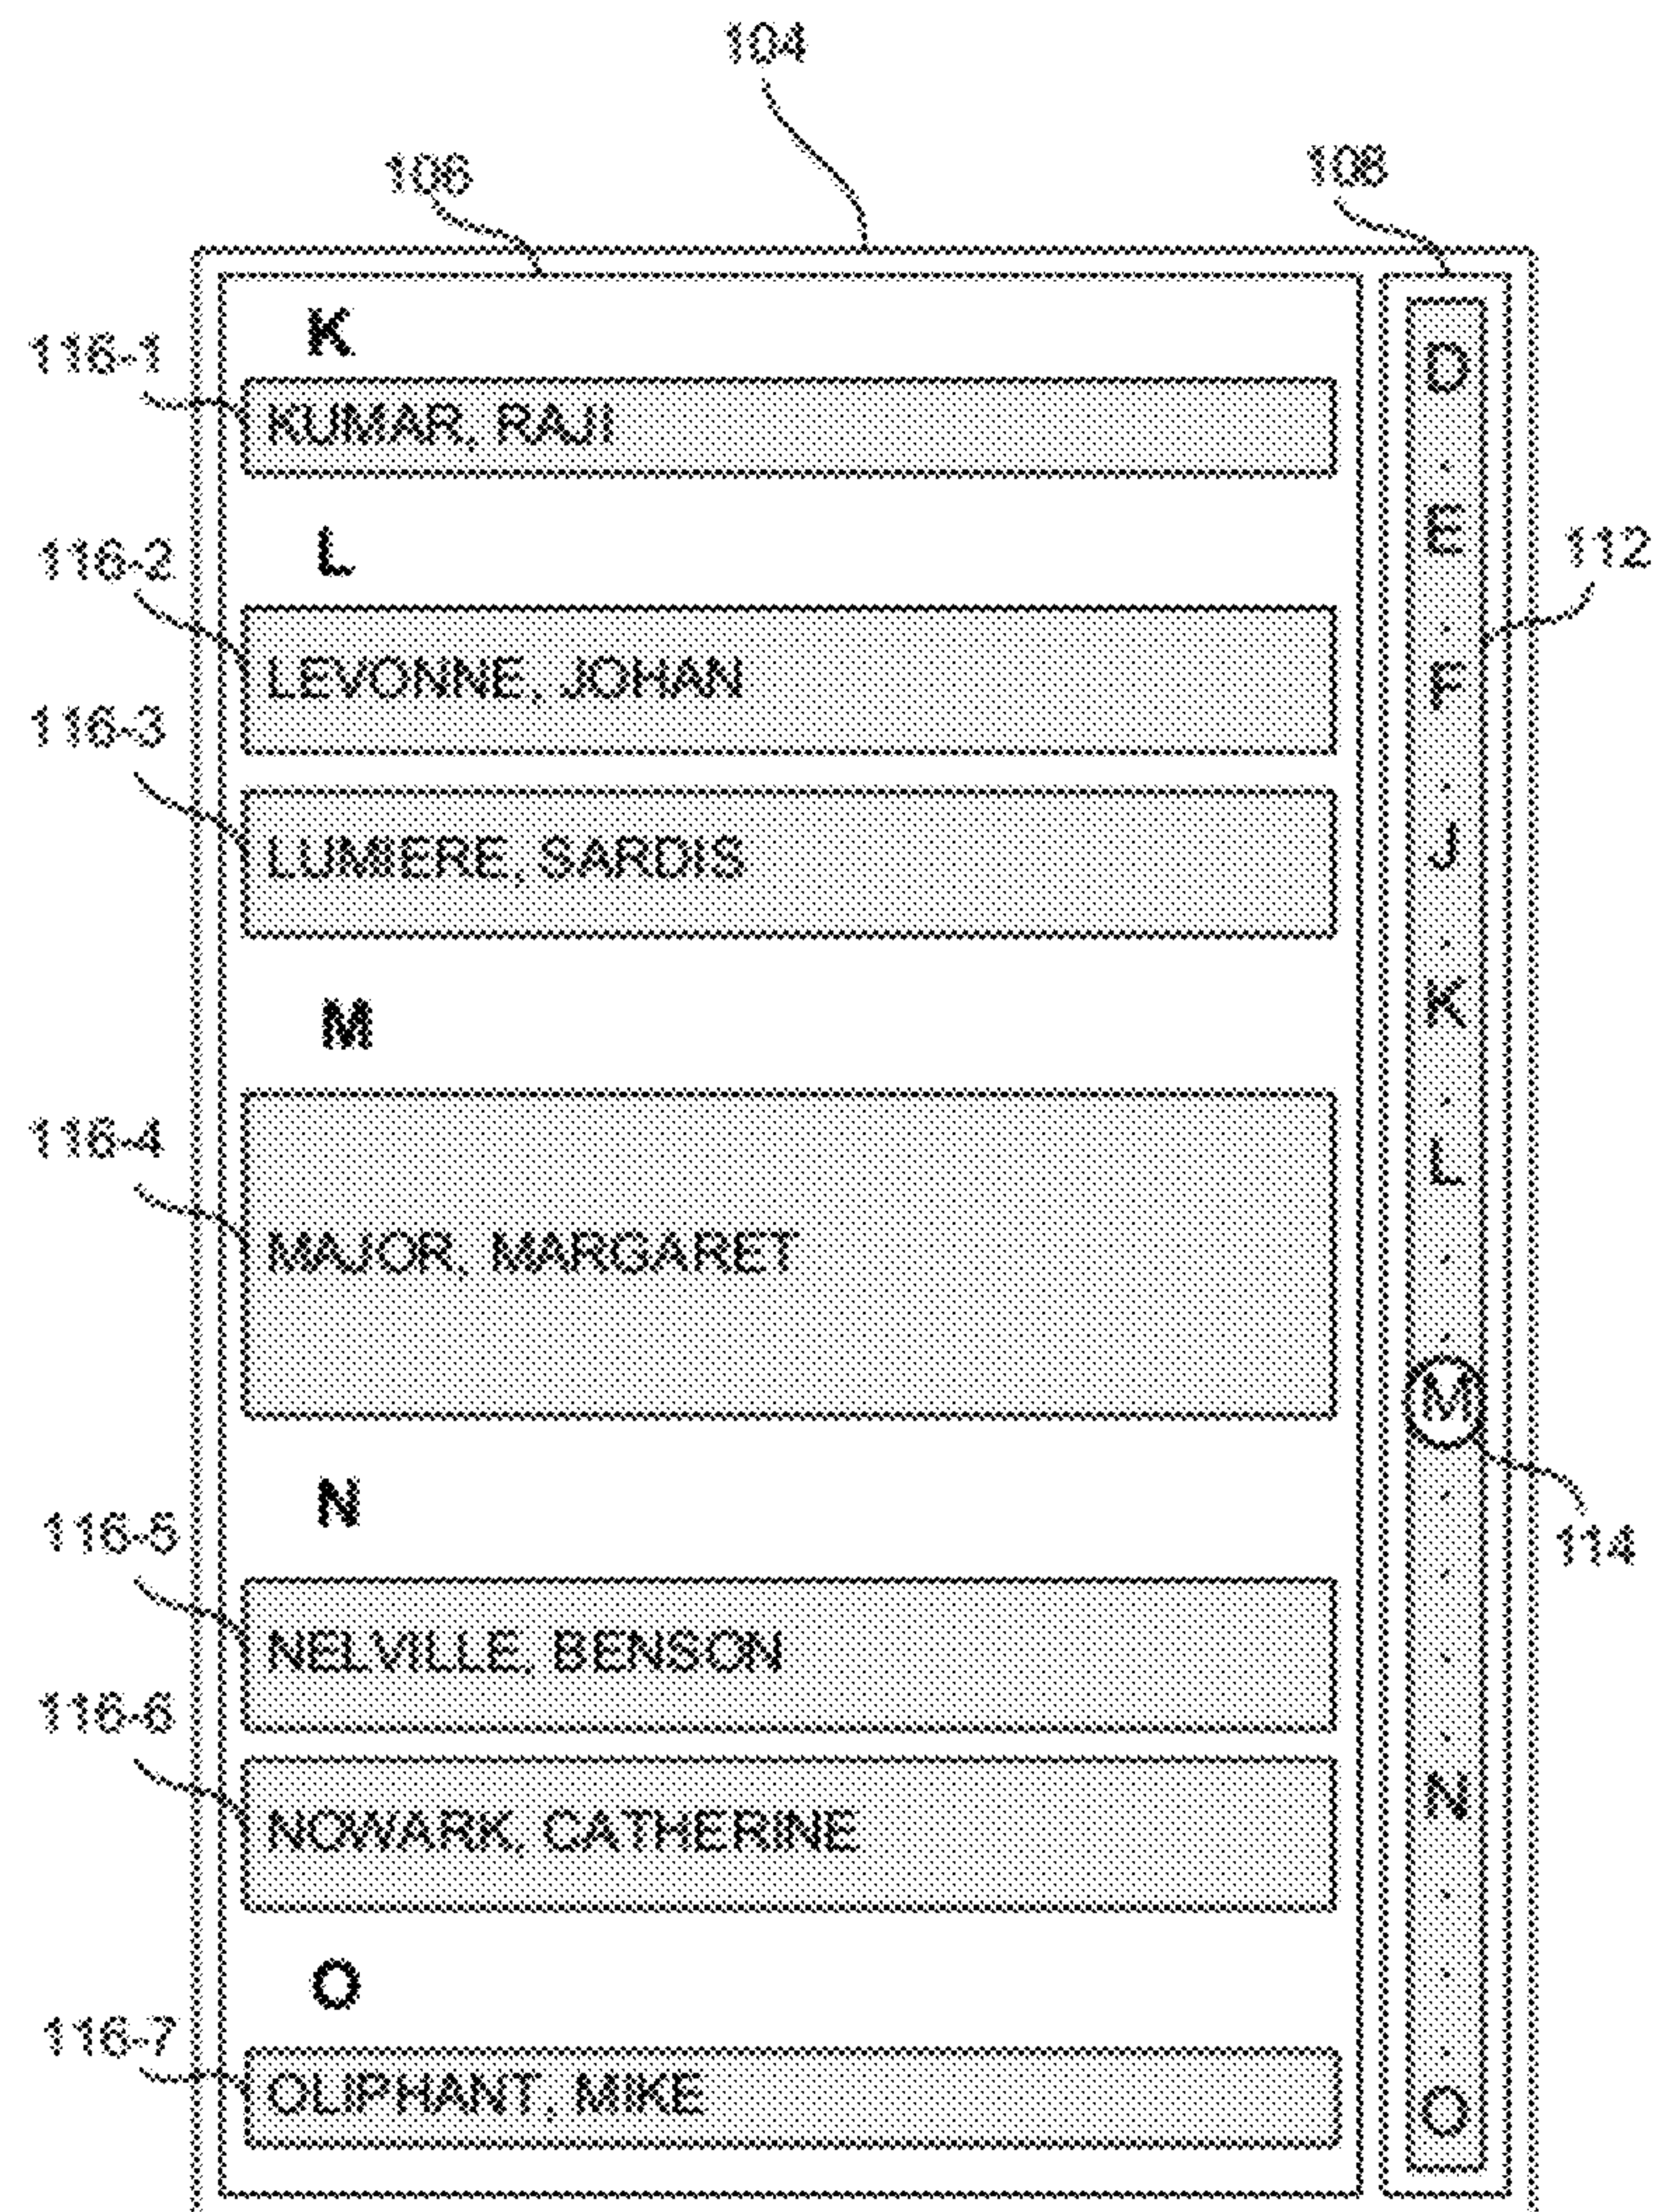 104
106
108
K
116-1
KUMAR, RAJI
L
116-2
LEVONNE, JOHAN
116-3
LUMIERE, SARDIS
M
116-4
MAJOR, MARGARET
N
116-5
NELVILLE, BENSON
116-6
NOWARK, CATHERINE
O
116-7
OLIPHANT, MIKE
D
E
112
F
J
K
L
M
114
N
O